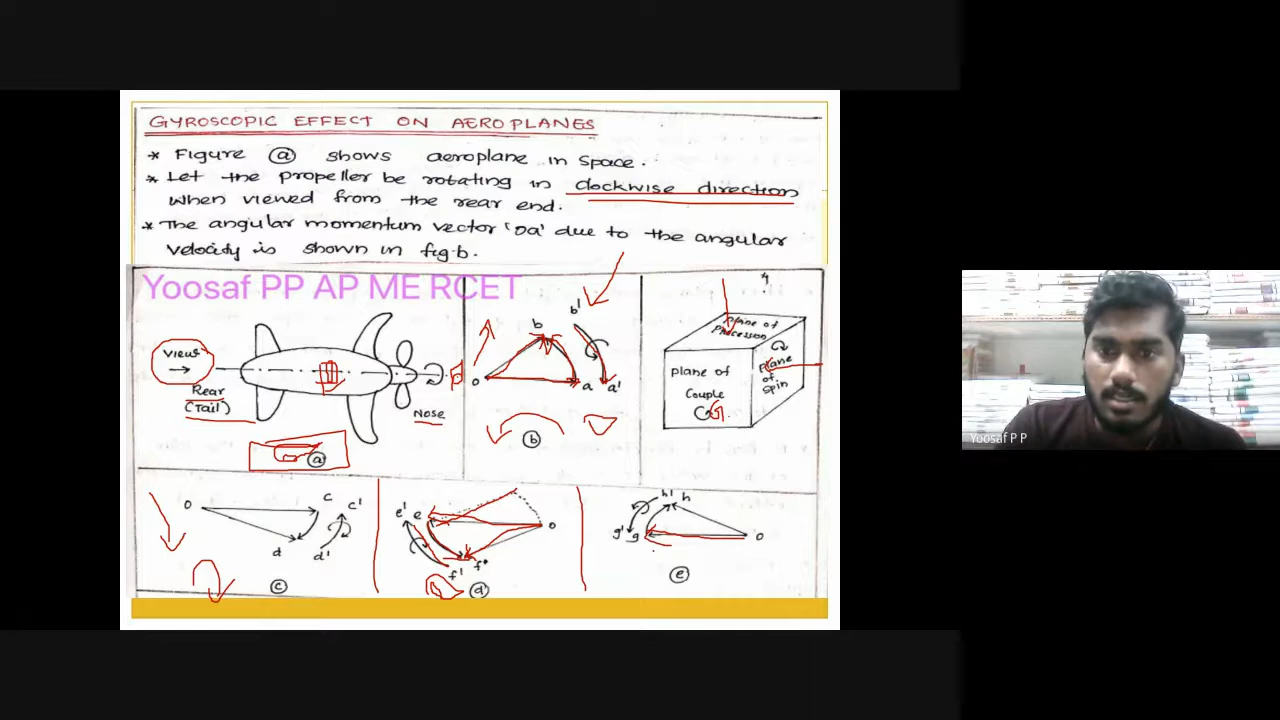 GYROSCOPIC EFFECT ON AEROPLANES
* Figure (a) shows aeroplane in space.
* Let the propeller be rotating in clockwise direction
when viewed from the rear end.
* The angular momentum vector 'oa' due to the angular
velocity is shown in fig.b.
Yoosaf PP AP ME RCET
View
Rear
(Tail)
Nose
(a)
b
b'
o
a
a'
(b)
plane of
Precession
plane of
Couple
plane
of
Spin
o
c
c'
d
d'
(c)
e'
e
o
f'
f
(d)
h'
h
g'
g
o
(e)
Yoosaf P P